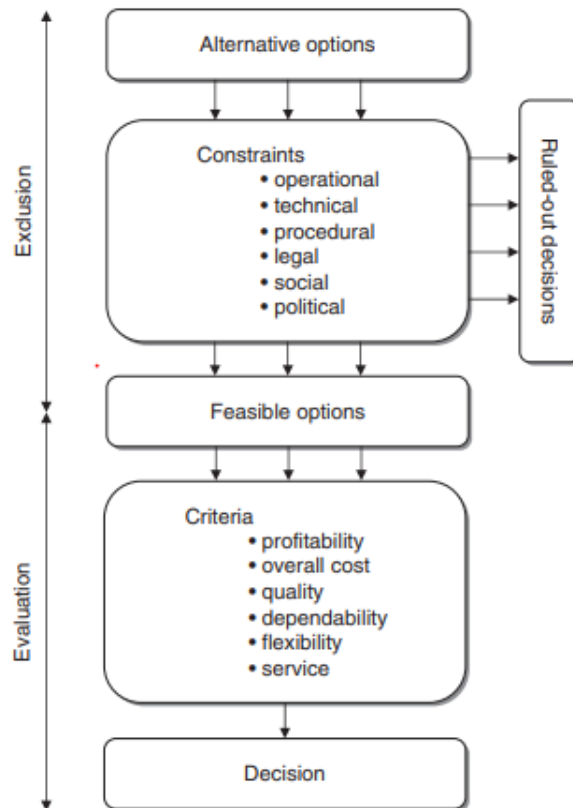 Alternative options
Exclusion
Constraints
• operational
• technical
• procedural
• legal
• social
• political
Ruled-out decisions
Feasible options
Evaluation
Criteria
• profitability
• overall cost
• quality
• dependability
• flexibility
• service
Decision